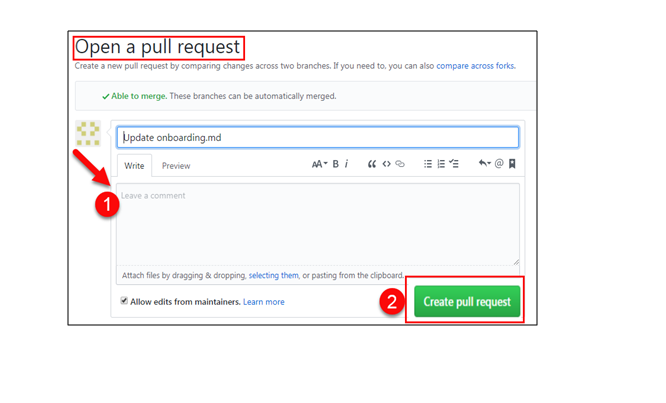 Open a pull request
Create a new pull request by comparing changes across two branches. If you need to, you can also compare across forks.
Able to merge. These branches can be automatically merged.
Update onboarding.md
Write Preview AA B i
1
Leave a comment
Attach files by dragging & dropping, selecting them, or pasting from the clipboard.
Allow edits from maintainers. Learn more
2
Create pull request